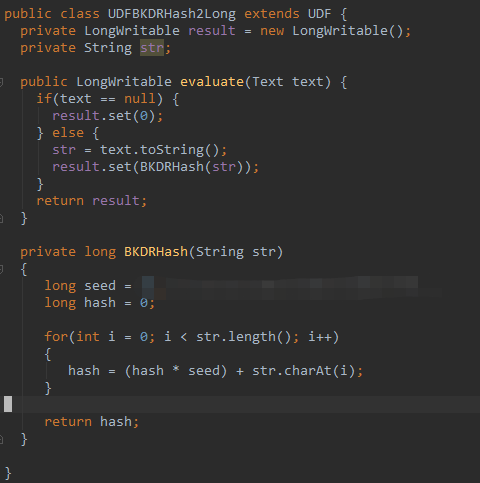 public class UDFBKDRHash2Long extends UDF {
private LongWritable result = new LongWritable();
private String str;
public LongWritable evaluate(Text text) {
if(text == null) {
result.set(0);
} else {
str = text.toString();
result.set(BKDRHash(str));
}
return result;
}
private long BKDRHash(String str)
{
long seed =
long hash = 0;
for(int i = 0; i < str.length(); i++)
{
hash = (hash * seed) + str.charAt(i);
}
return hash;
}
}